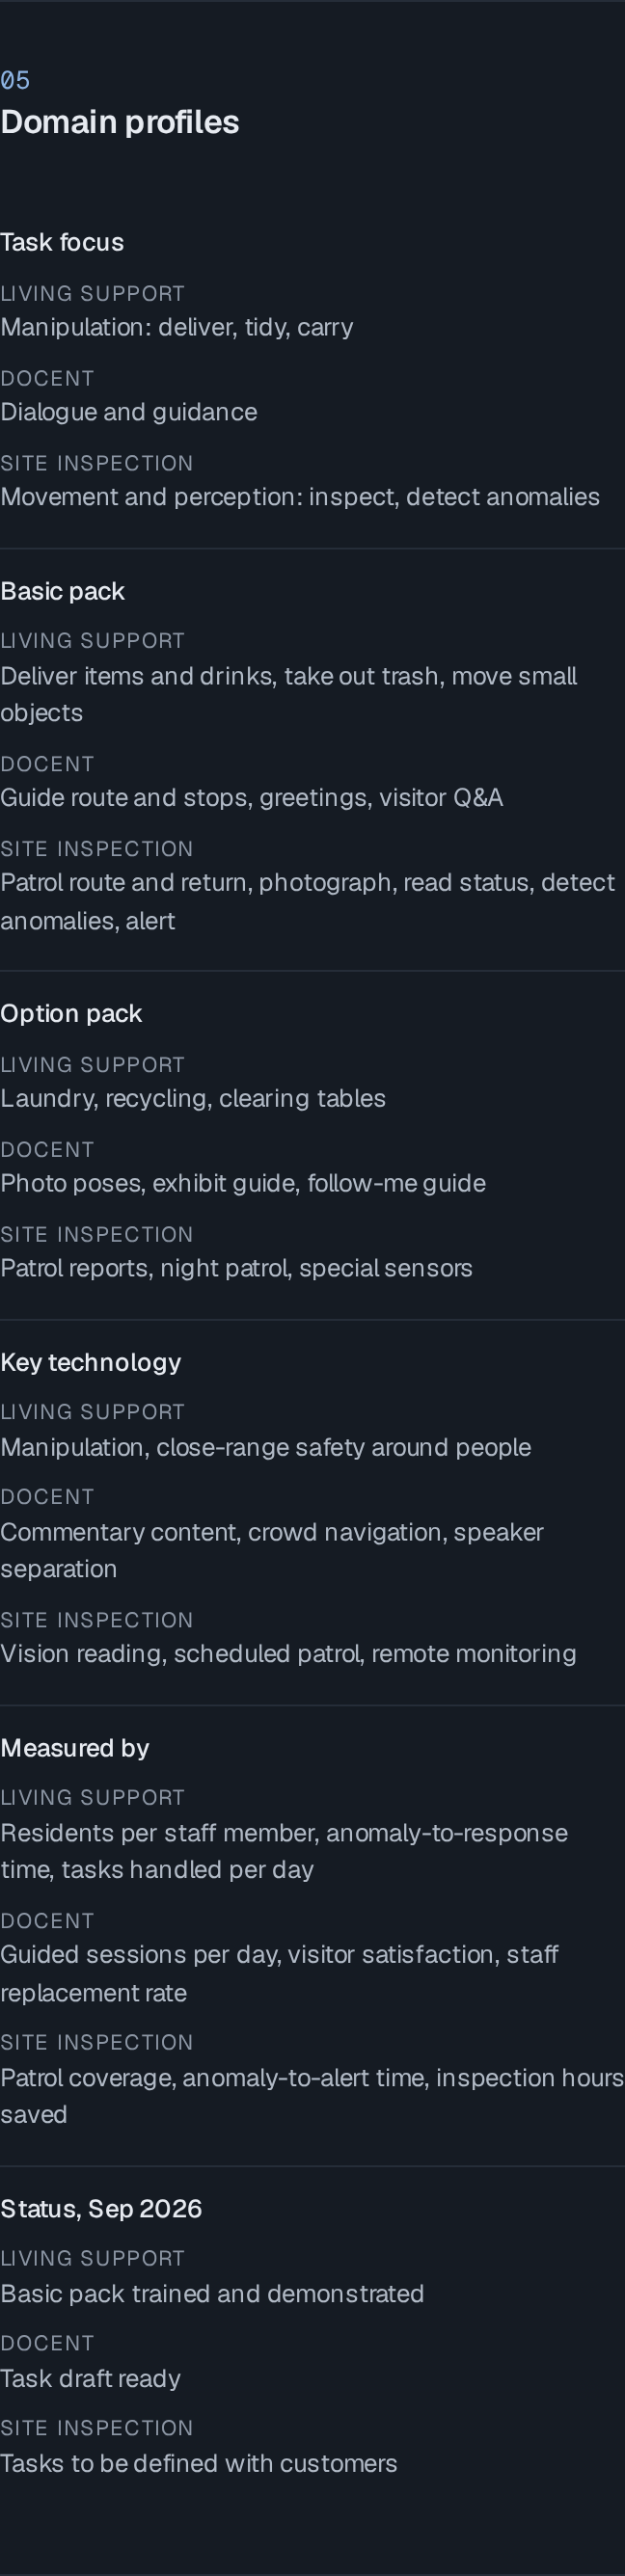 05
Domain profiles
Task focus
LIVING SUPPORT
Manipulation: deliver, tidy, carry
DOCENT
Dialogue and guidance
SITE INSPECTION
Movement and perception: inspect, detect anomalies
Basic pack
LIVING SUPPORT
Deliver items and drinks, take out trash, move small
objects
DOCENT
Guide route and stops, greetings, visitor Q&A
SITE INSPECTION
Patrol route and return, photograph, read status, detect
anomalies, alert
Option pack
LIVING SUPPORT
Laundry, recycling, clearing tables
DOCENT
Photo poses, exhibit guide, follow-me guide
SITE INSPECTION
Patrol reports, night patrol, special sensors
Key technology
LIVING SUPPORT
Manipulation, close-range safety around people
DOCENT
Commentary content, crowd navigation, speaker
separation
SITE INSPECTION
Vision reading, scheduled patrol, remote monitoring
Measured by
LIVING SUPPORT
Residents per staff member, anomaly-to-response
time, tasks handled per day
DOCENT
Guided sessions per day, visitor satisfaction, staff
replacement rate
SITE INSPECTION
Patrol coverage, anomaly-to-alert time, inspection hours
saved
Status, Sep 2026
LIVING SUPPORT
Basic pack trained and demonstrated
DOCENT
Task draft ready
SITE INSPECTION
Tasks to be defined with customers